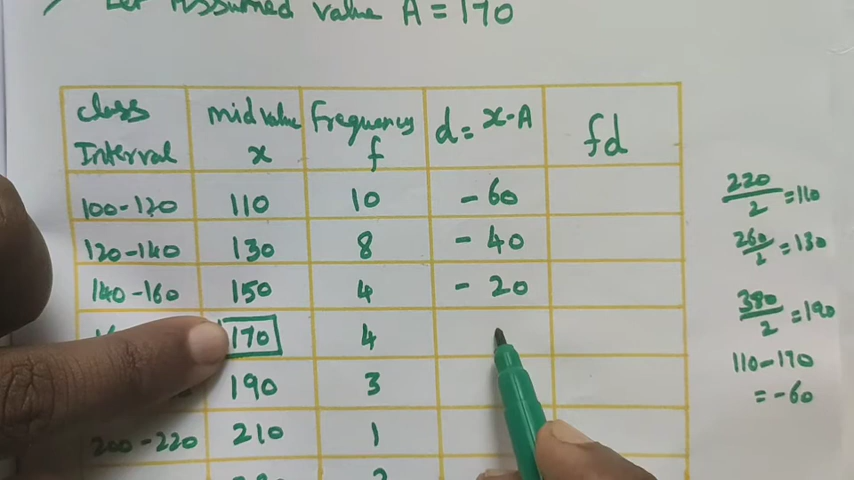 Let Assumed value A = 170
class Interval mid value x Frequency f d = x-A fd
100-120 110 10 -60
120-140 130 8 -40
140-160 150 4 -20
170 4
190 3
200-220 210 1
220/2 = 110
260/2 = 130
380/2 = 190
110-170
= -60